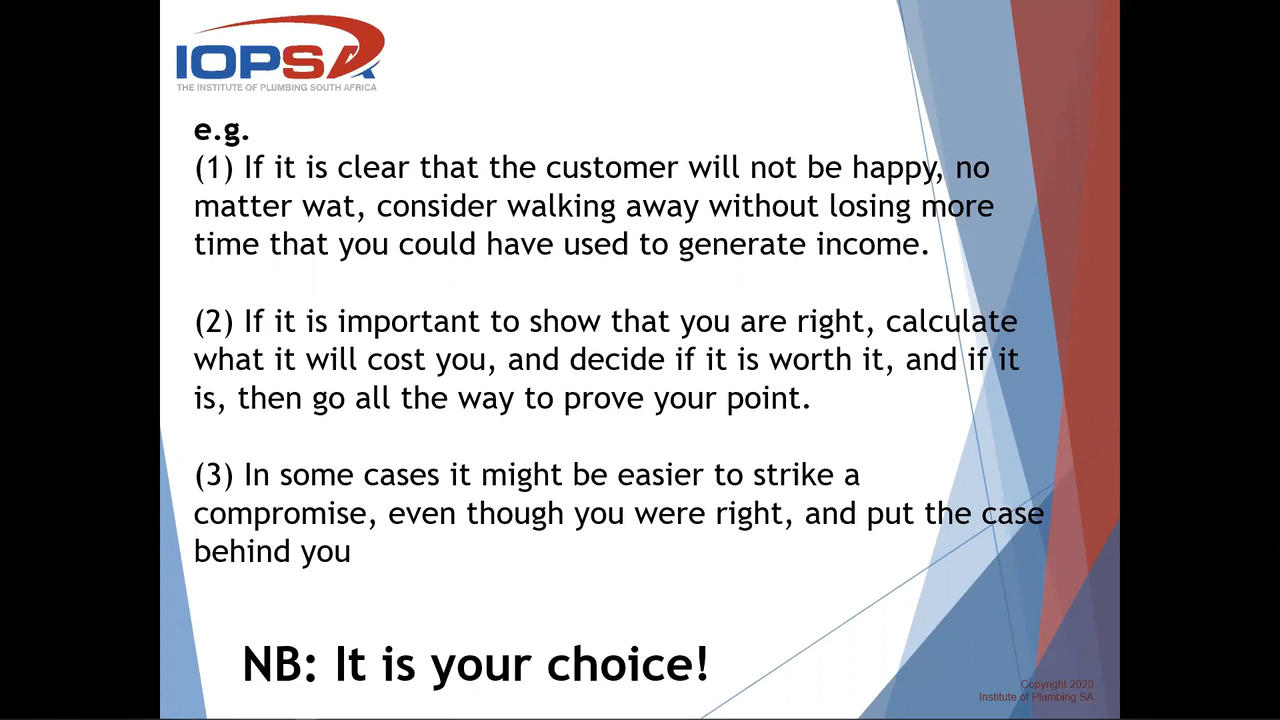 IOPSA
THE INSTITUTE OF PLUMBING SOUTH AFRICA
e.g.
(1) If it is clear that the customer will not be happy, no
matter wat, consider walking away without losing more
time that you could have used to generate income.
(2) If it is important to show that you are right, calculate
what it will cost you, and decide if it is worth it, and if it
is, then go all the way to prove your point.
(3) In some cases it might be easier to strike a
compromise, even though you were right, and put the case
behind you
NB: It is your choice!
Copyright 2020
Institute of Plumbing SA